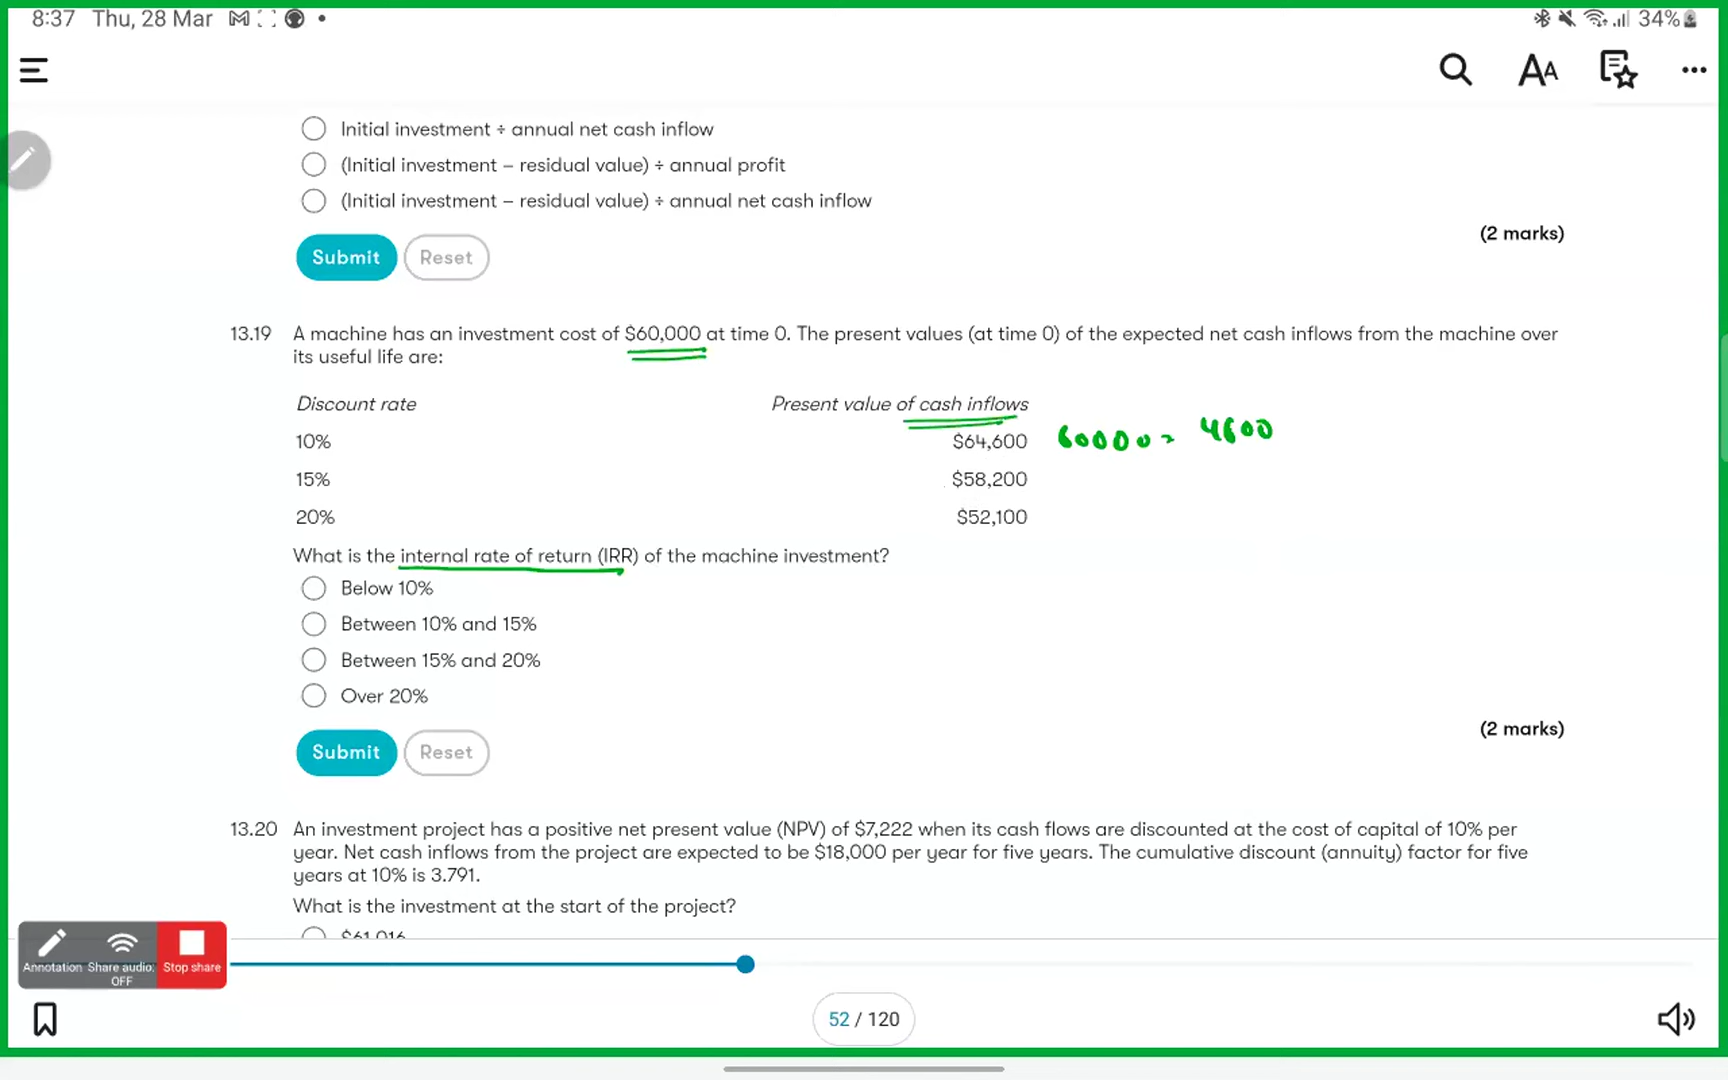 8:37 Thu, 28 Mar
34%
AA
Initial investment ÷ annual net cash inflow
(Initial investment – residual value) ÷ annual profit
(Initial investment – residual value) ÷ annual net cash inflow
(2 marks)
Submit Reset
13.19 A machine has an investment cost of $60,000 at time 0. The present values (at time 0) of the expected net cash inflows from the machine over
its useful life are:
Discount rate Present value of cash inflows
10% $64,600 60000 = 4600
15% $58,200
20% $52,100
What is the internal rate of return (IRR) of the machine investment?
Below 10%
Between 10% and 15%
Between 15% and 20%
Over 20%
(2 marks)
Submit Reset
13.20 An investment project has a positive net present value (NPV) of $7,222 when its cash flows are discounted at the cost of capital of 10% per
year. Net cash inflows from the project are expected to be $18,000 per year for five years. The cumulative discount (annuity) factor for five
years at 10% is 3.791.
What is the investment at the start of the project?
$61,016
Annotation Share audio: OFF Stop share
52 / 120